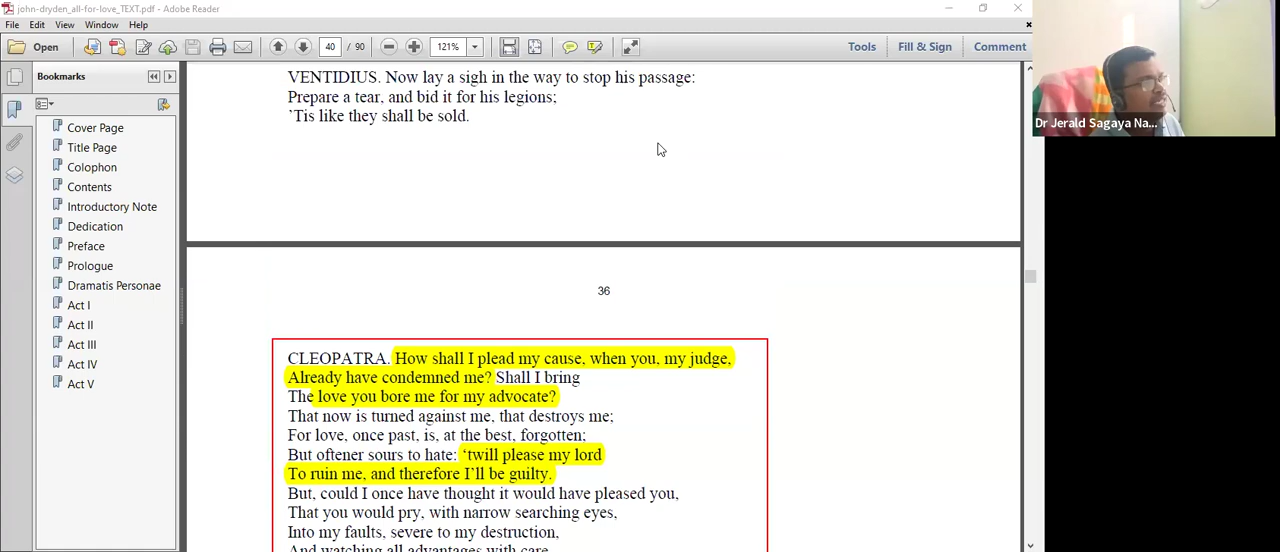 john-dryden_all-for-love_TEXT.pdf - Adobe Reader
File Edit View Window Help
Open 40 / 90 121% Tools Fill & Sign Comment
Bookmarks
Cover Page
Title Page
Colophon
Contents
Introductory Note
Dedication
Preface
Prologue
Dramatis Personae
Act I
Act II
Act III
Act IV
Act V
VENTIDIUS. Now lay a sigh in the way to stop his passage:
Prepare a tear, and bid it for his legions;
’Tis like they shall be sold.
36
CLEOPATRA. How shall I plead my cause, when you, my judge,
Already have condemned me? Shall I bring
The love you bore me for my advocate?
That now is turned against me, that destroys me;
For love, once past, is, at the best, forgotten;
But oftener sours to hate: ‘twill please my lord
To ruin me, and therefore I’ll be guilty.
But, could I once have thought it would have pleased you,
That you would pry, with narrow searching eyes,
Into my faults, severe to my destruction,
And watching all advantages with care
Dr Jerald Sagaya Na...